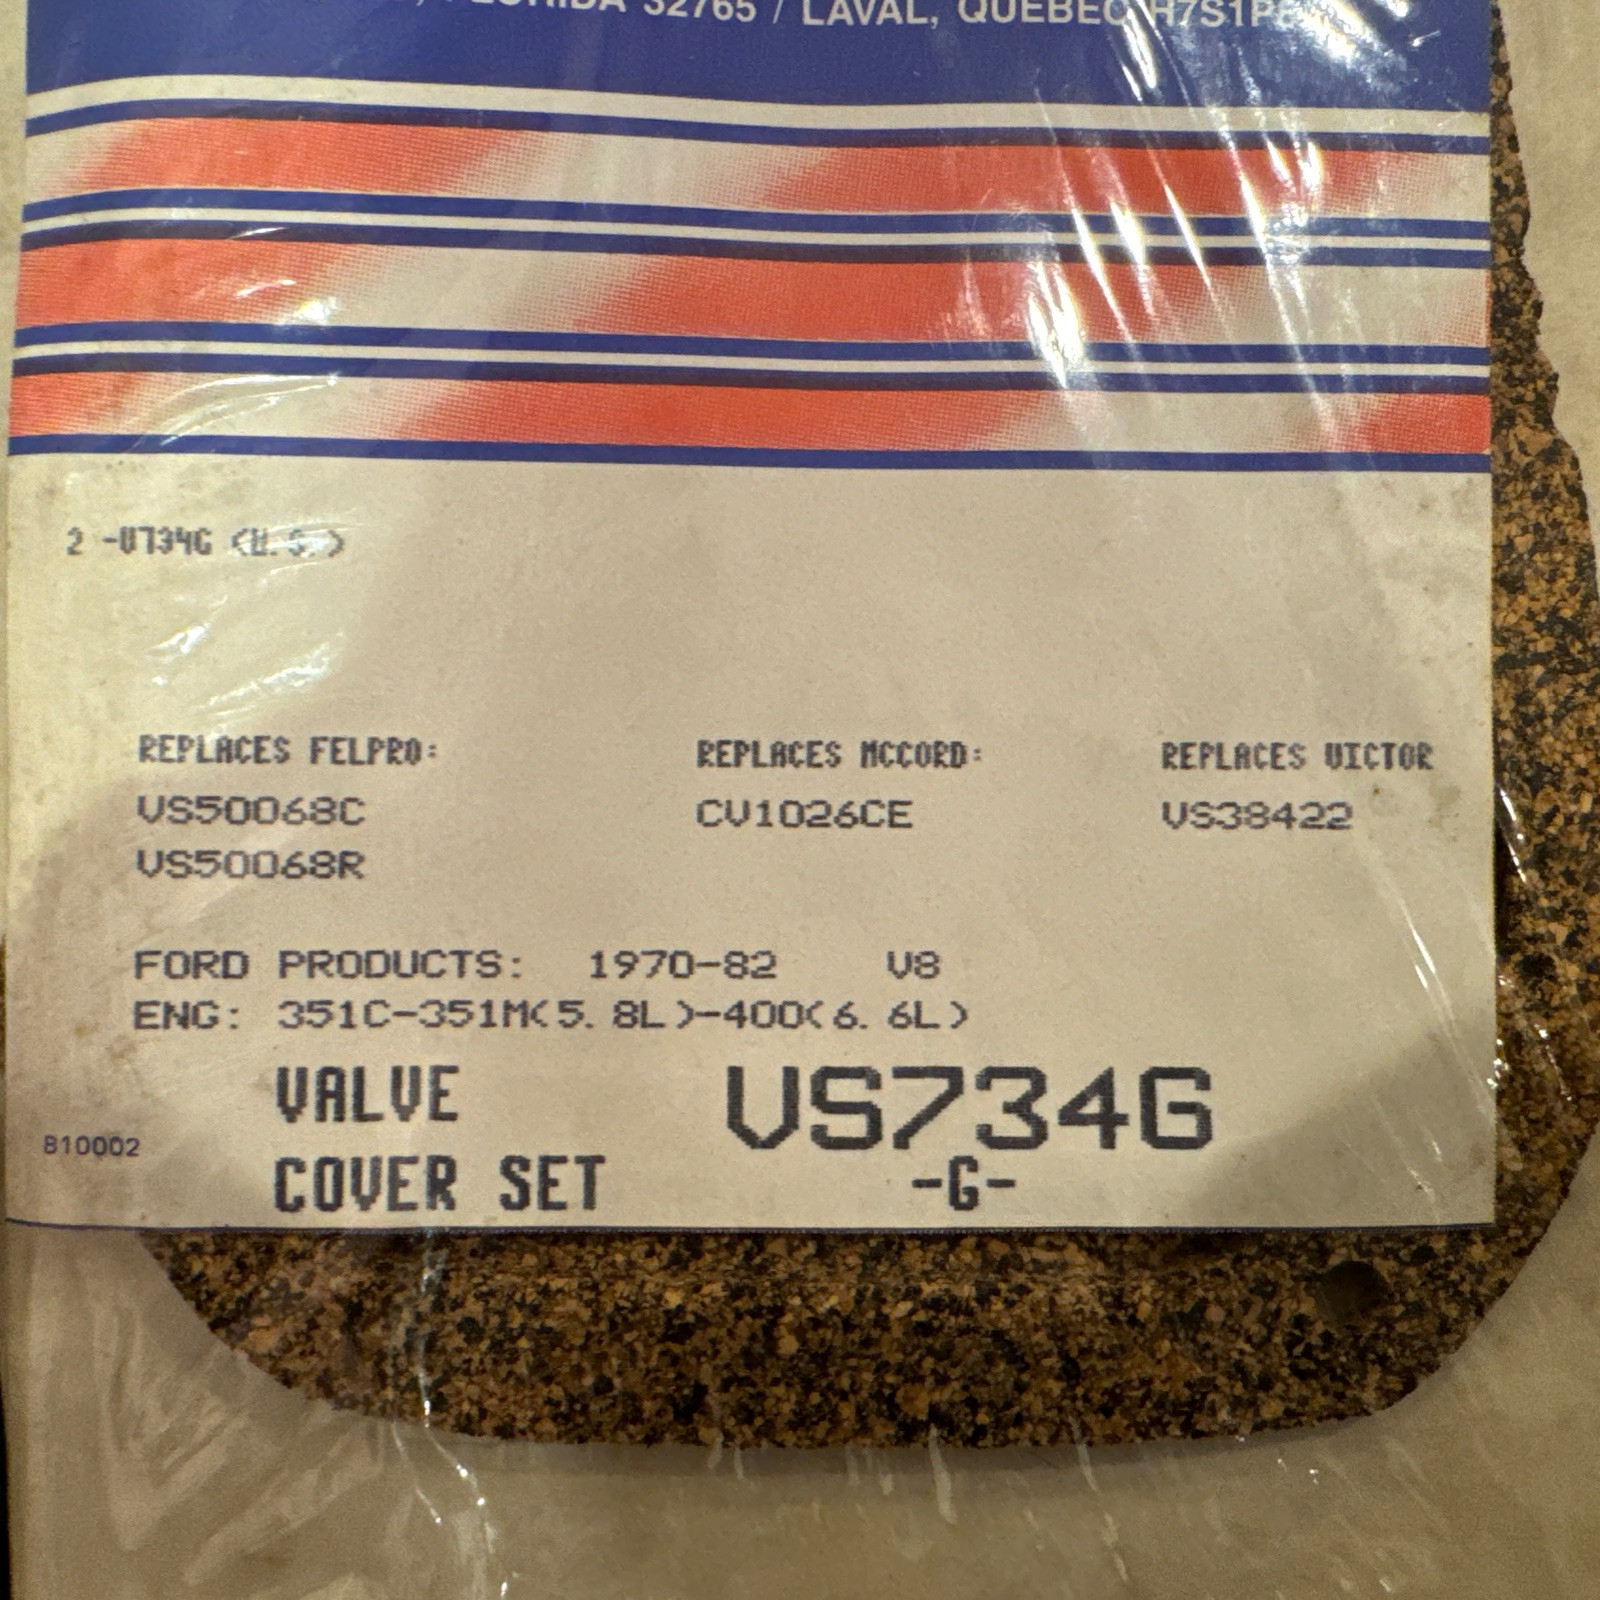 FLORIDA 32765 / LAVAL, QUEBEC H7S1P
2 -V734G (U.S.)
REPLACES FELPRO: REPLACES MCCORD: REPLACES VICTOR
VS50068C CV1026CE VS38422
VS50068R
FORD PRODUCTS: 1970-82 V8
ENG: 351C-351M(5.8L)-400(6.6L)
VALVE VS734G
810002
COVER SET -G-